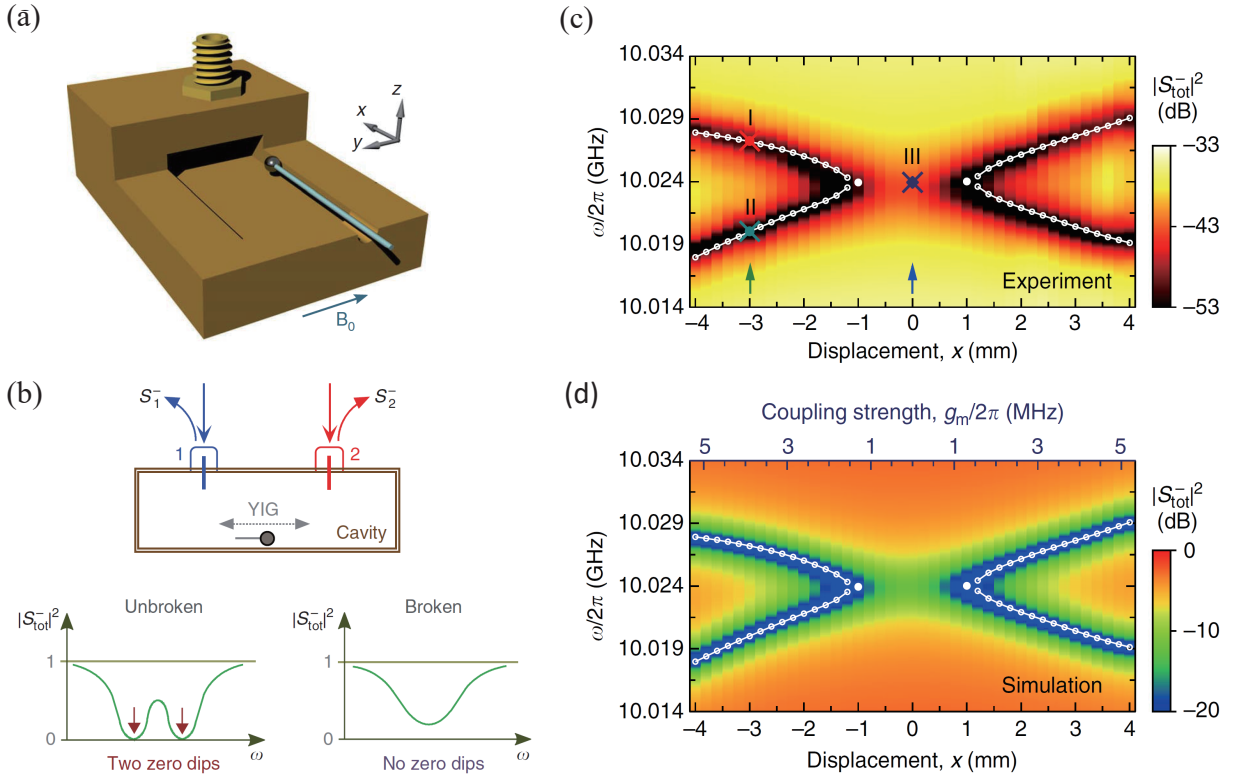 (ā)
z
x
y
B₀
(b)
S₁⁻
S₂⁻
1
2
YIG
Cavity
Unbroken
Broken
|S⁻tot|²
|S⁻tot|²
1
1
0
0
ω
ω
Two zero dips
No zero dips
(c)
10.034
10.029
10.024
10.019
10.014
ω/2π (GHz)
I
II
III
Experiment
−4 −3 −2 −1 0 1 2 3 4
Displacement, x (mm)
|S⁻tot|²
(dB)
−33
−43
−53
(d)
Coupling strength, gₘ/2π (MHz)
5 3 1 1 3 5
10.034
10.029
10.024
10.019
10.014
ω/2π (GHz)
Simulation
−4 −3 −2 −1 0 1 2 3 4
Displacement, x (mm)
|S⁻tot|²
(dB)
0
−10
−20